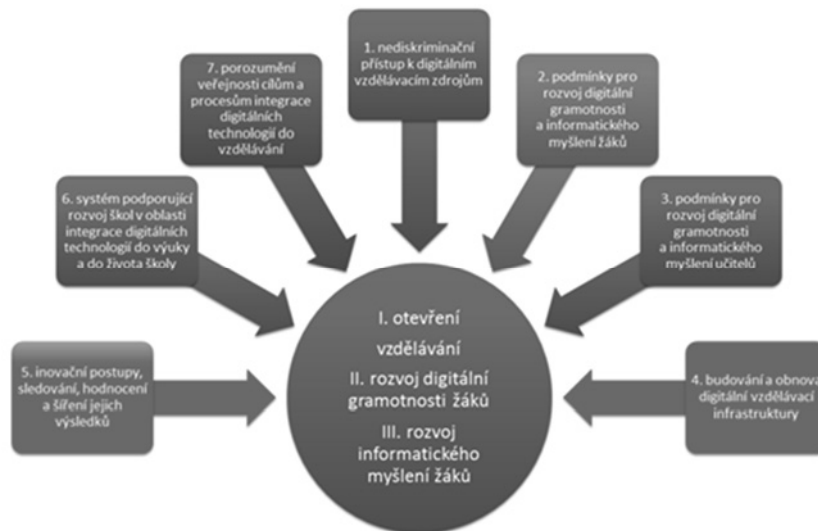 1. nediskriminační
přístup k digitálním
vzdělávacím zdrojům
2. podmínky pro
rozvoj digitální
gramotnosti
a informatického
myšlení žáků
3. podmínky pro
rozvoj digitální
gramotnosti
a informatického
myšlení učitelů
4. budování a obnova
digitální vzdělávací
infrastruktury
5. inovační postupy,
sledování, hodnocení
a šíření jejich
výsledků
6. systém podporující
rozvoj škol v oblasti
integrace digitálních
technologií do výuky
a do života školy
7. porozumění
veřejnosti cílům a
procesům integrace
digitálních
technologií do
vzdělávání
I. otevření
vzdělávání
II. rozvoj digitální
gramotnosti žáků
III. rozvoj
informatického
myšlení žáků